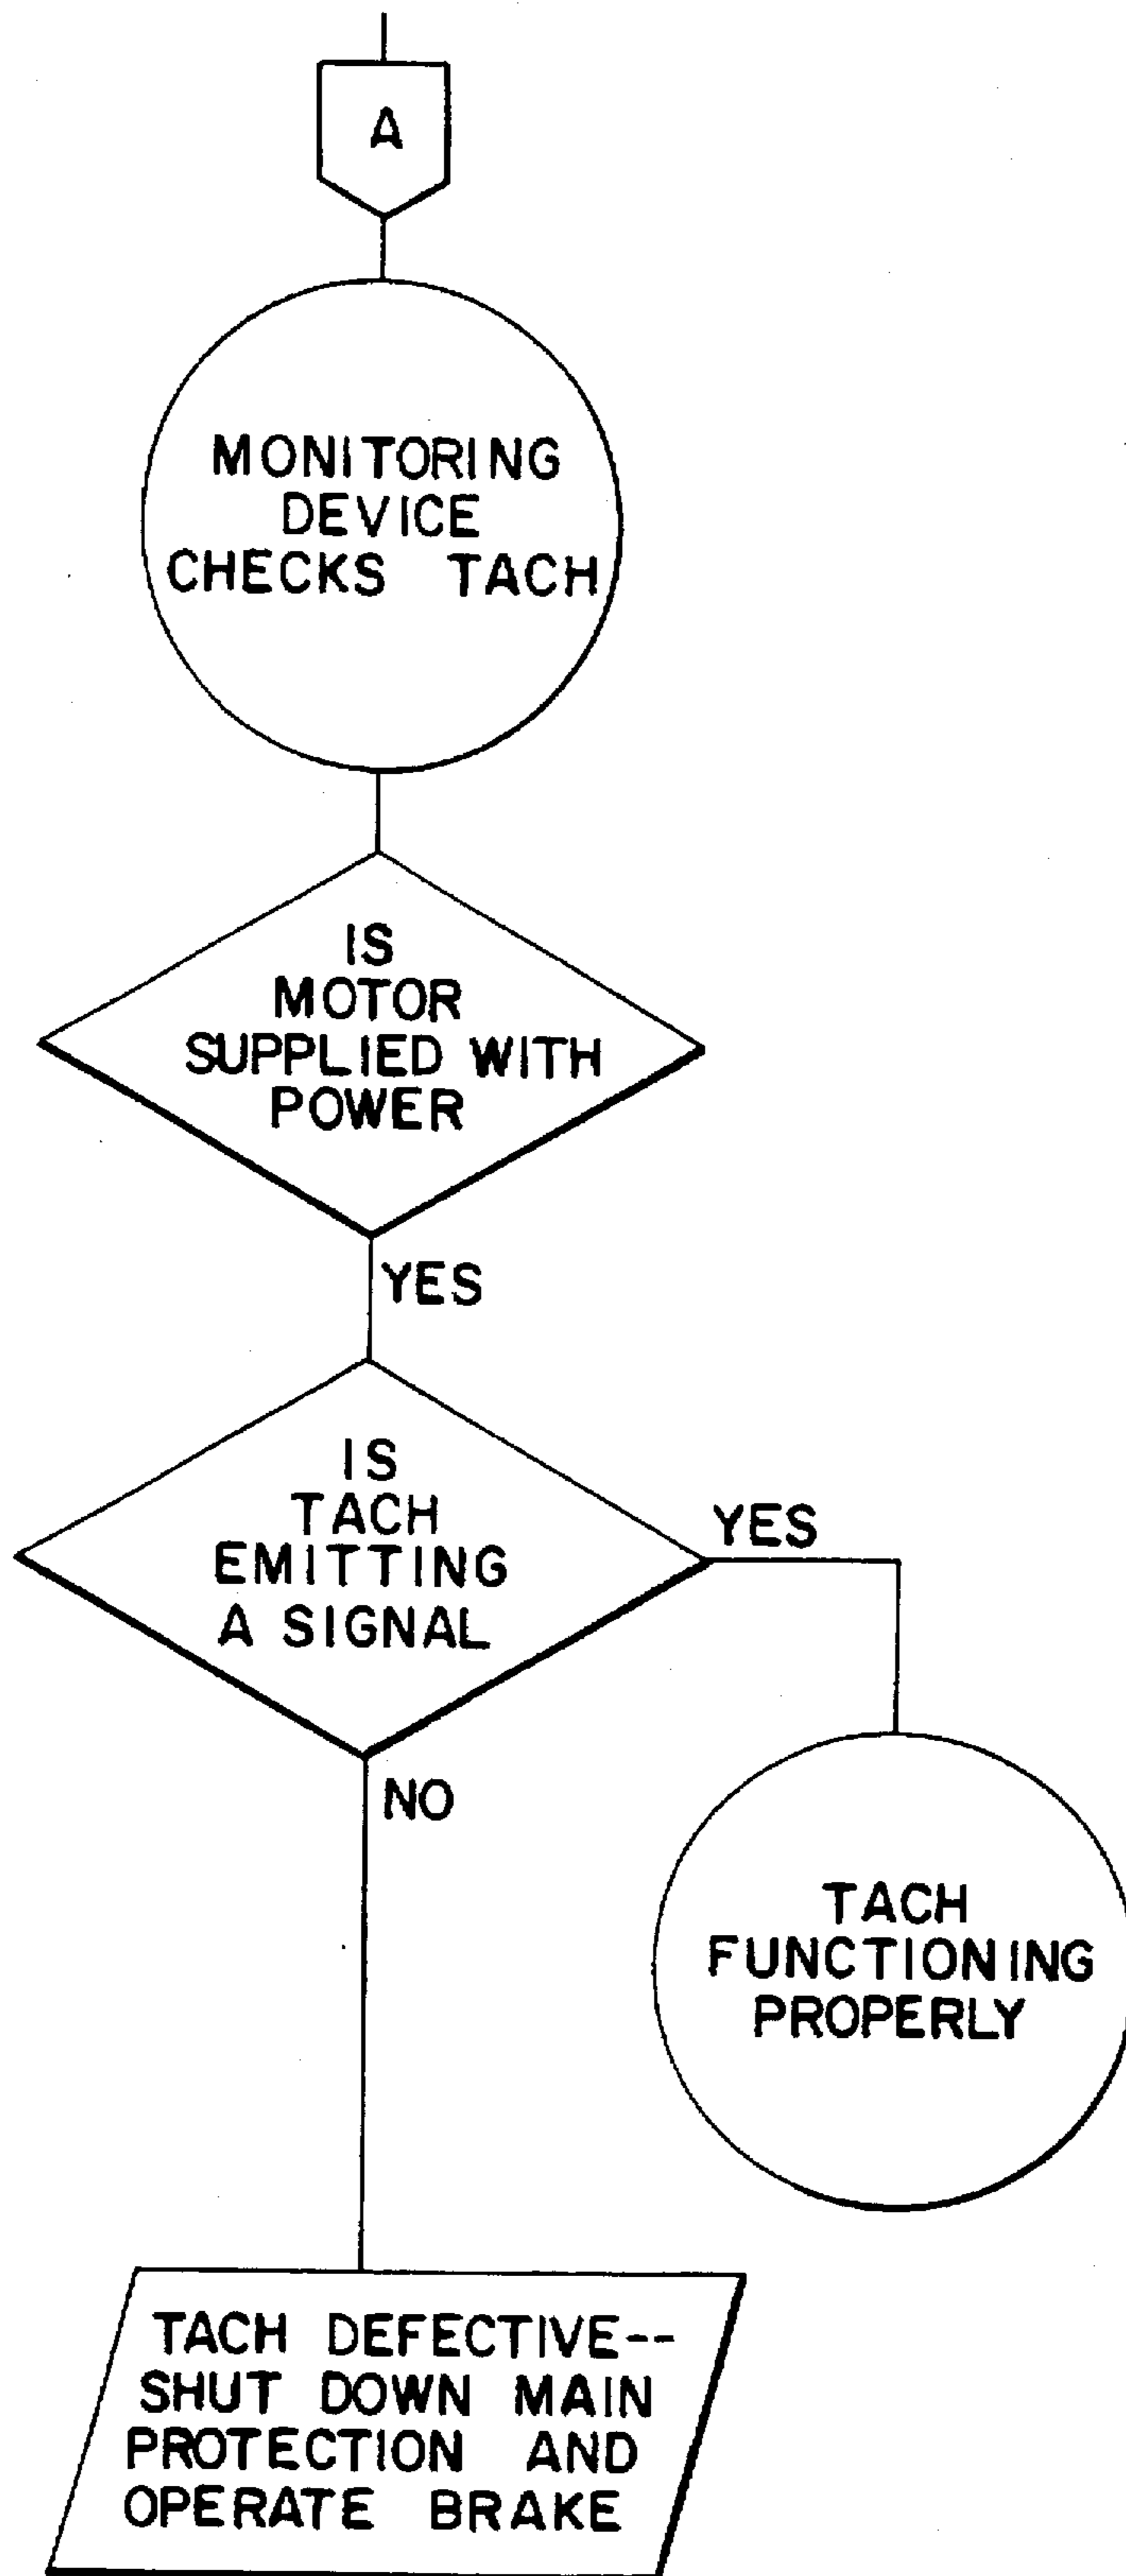 A
MONITORING
DEVICE
CHECKS TACH
IS
MOTOR
SUPPLIED WITH
POWER
YES
IS
TACH
EMITTING
A SIGNAL
YES
NO
TACH
FUNCTIONING
PROPERLY
TACH DEFECTIVE--
SHUT DOWN MAIN
PROTECTION AND
OPERATE BRAKE